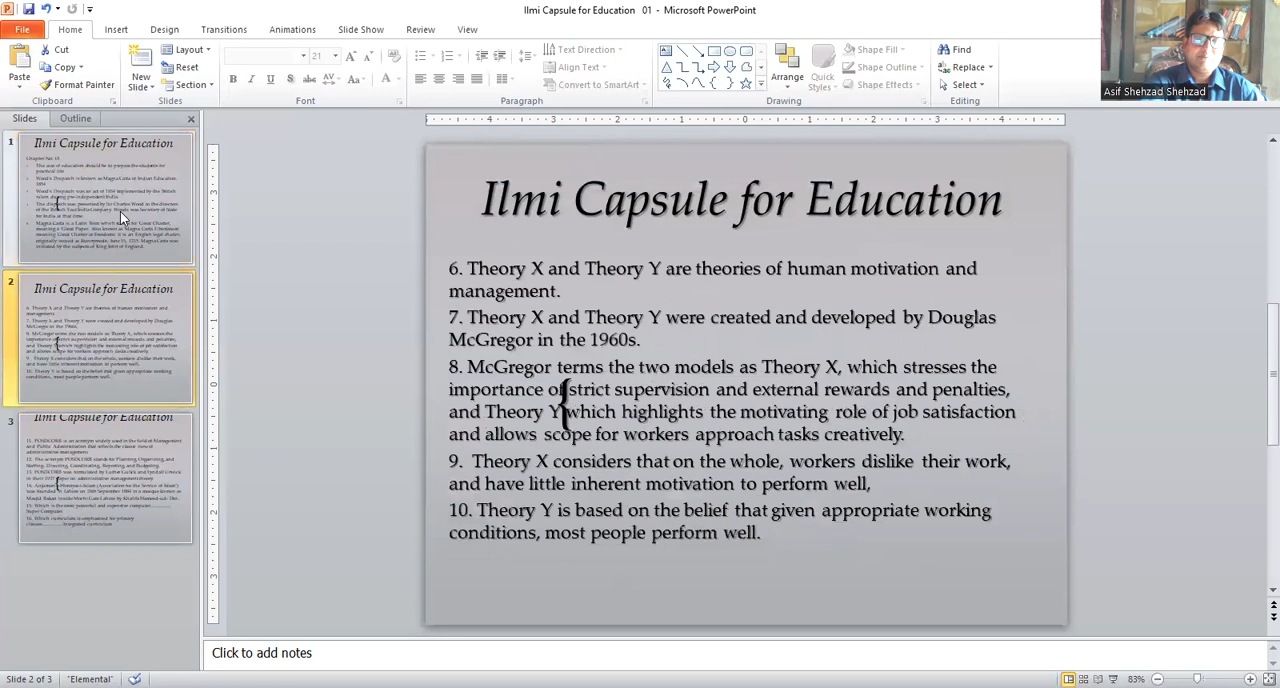 Ilmi Capsule for Education 01 - Microsoft PowerPoint
File Home Insert Design Transitions Animations Slide Show Review View
Paste Cut Copy Format Painter Clipboard
New Slide Layout Reset Section Slides
21 B I U S abc AV Aa A Font
Text Direction Align Text Convert to SmartArt Paragraph
Arrange Quick Styles Shape Fill Shape Outline Shape Effects Drawing
Find Replace Select Editing
Asif Shehzad Shehzad
Slides Outline
1
Ilmi Capsule for Education
2
Ilmi Capsule for Education
3
Ilmi Capsule for Education
Ilmi Capsule for Education
6. Theory X and Theory Y are theories of human motivation and
management.
7. Theory X and Theory Y were created and developed by Douglas
McGregor in the 1960s.
8. McGregor terms the two models as Theory X, which stresses the
importance of strict supervision and external rewards and penalties,
and Theory Y which highlights the motivating role of job satisfaction
and allows scope for workers approach tasks creatively.
9. Theory X considers that on the whole, workers dislike their work,
and have little inherent motivation to perform well,
10. Theory Y is based on the belief that given appropriate working
conditions, most people perform well.
Click to add notes
Slide 2 of 3 "Elemental" 83%